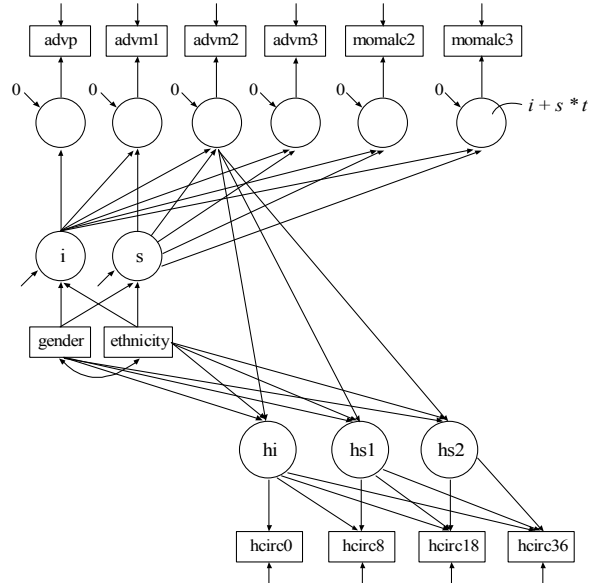 advp advm1 advm2 advm3 momalc2 momalc3
0 0 0 0 0 0
i + s * t
i s
gender ethnicity
hi hs1 hs2
hcirc0 hcirc8 hcirc18 hcirc36